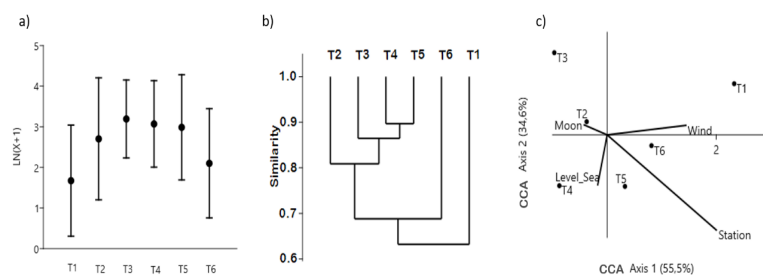 a)
5
4
3
2
1
0
LN(X+1)
T1 T2 T3 T4 T5 T6
b)
T2 T3 T4 T5 T6 T1
1.0
0.9
0.8
0.7
0.6
Similarity
c)
T3
T1
T2
Moon
Wind
T6
2
Level_Sea
T4
T5
Station
CCA Axis 2 (34,6%)
CCA Axis 1 (55,5%)